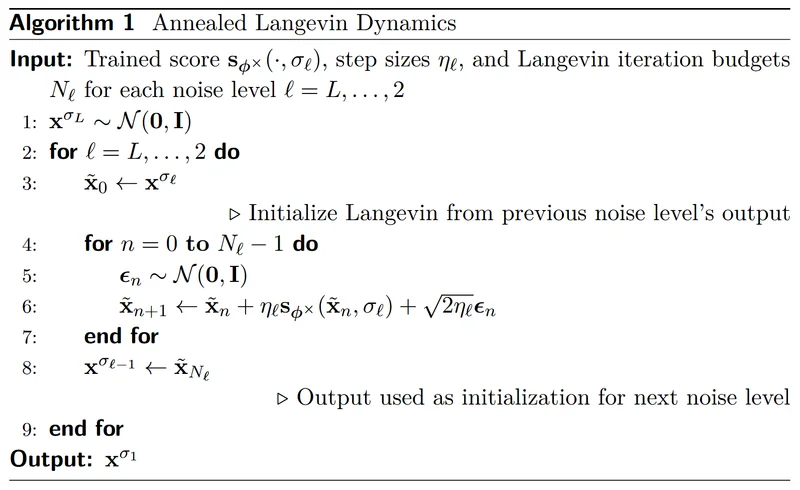 Algorithm 1 Annealed Langevin Dynamics
Input: Trained score s_ϕ×(·, σ_ℓ), step sizes η_ℓ, and Langevin iteration budgets
N_ℓ for each noise level ℓ = L, . . . , 2
1: x^{σ_L} ∼ 𝒩(0, I)
2: for ℓ = L, . . . , 2 do
3: x̃_0 ← x^{σ_ℓ}
▷ Initialize Langevin from previous noise level's output
4: for n = 0 to N_ℓ − 1 do
5: ϵ_n ∼ 𝒩(0, I)
6: x̃_{n+1} ← x̃_n + η_ℓ s_ϕ×(x̃_n, σ_ℓ) + √(2η_ℓ) ϵ_n
7: end for
8: x^{σ_{ℓ−1}} ← x̃_{N_ℓ}
▷ Output used as initialization for next noise level
9: end for
Output: x^{σ_1}